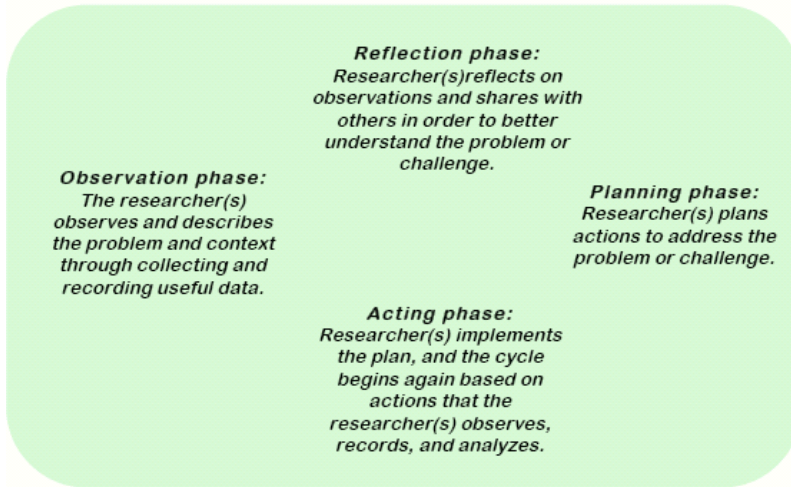 Reflection phase:
Researcher(s)reflects on
observations and shares with
others in order to better
understand the problem or
challenge.
Observation phase:
The researcher(s)
observes and describes
the problem and context
through collecting and
recording useful data.
Planning phase:
Researcher(s) plans
actions to address the
problem or challenge.
Acting phase:
Researcher(s) implements
the plan, and the cycle
begins again based on
actions that the
researcher(s) observes,
records, and analyzes.